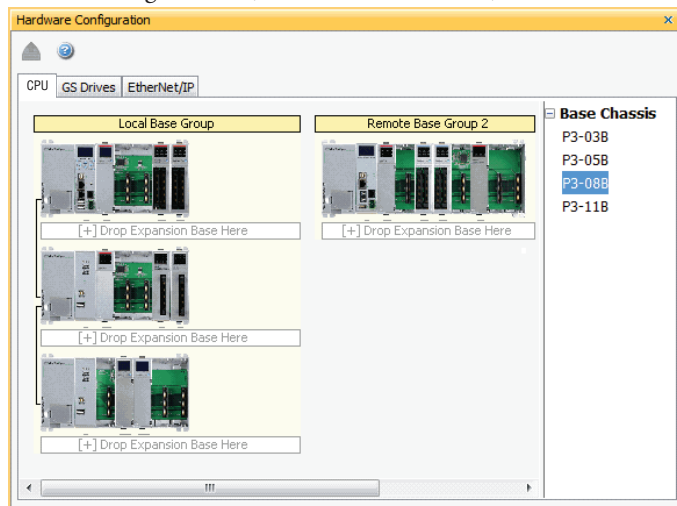 Hardware Configuration
CPU
GS Drives
EtherNet/IP
Local Base Group
[+] Drop Expansion Base Here
[+] Drop Expansion Base Here
[+] Drop Expansion Base Here
Remote Base Group 2
[+] Drop Expansion Base Here
Base Chassis
P3-03B
P3-05B
P3-08B
P3-11B